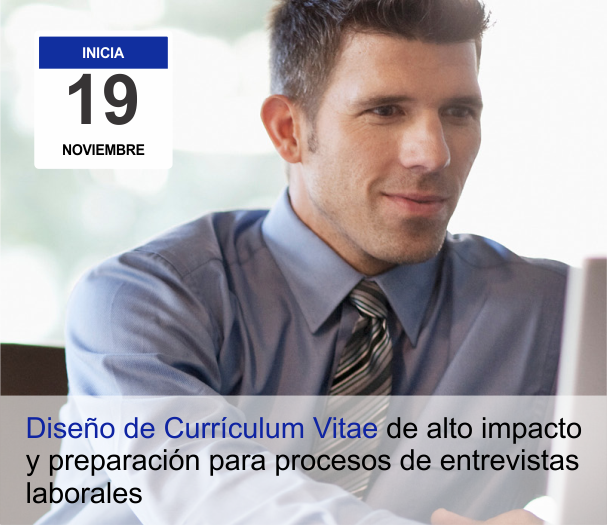 INICIA
19
NOVIEMBRE
Diseño de Currículum Vitae de alto impacto
y preparación para procesos de entrevistas
laborales